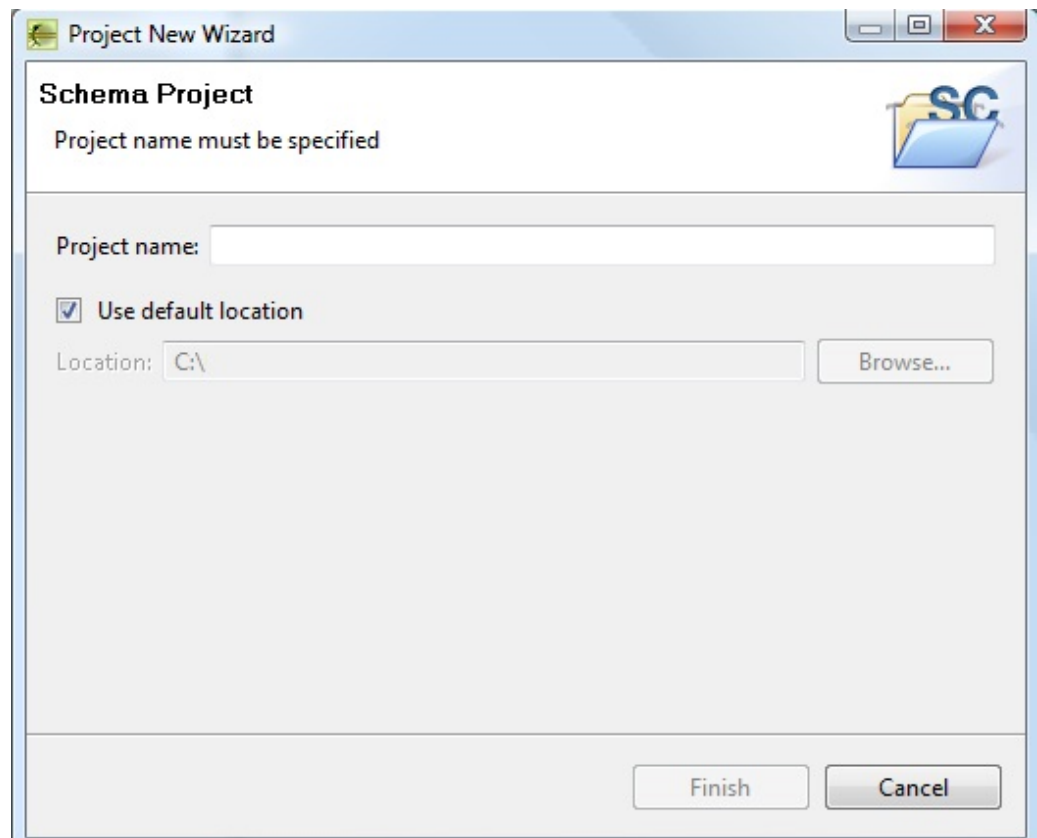 Project New Wizard
Schema Project
SC
Project name must be specified
Project name:
Use default location
Location: C:\ Browse...
Finish Cancel